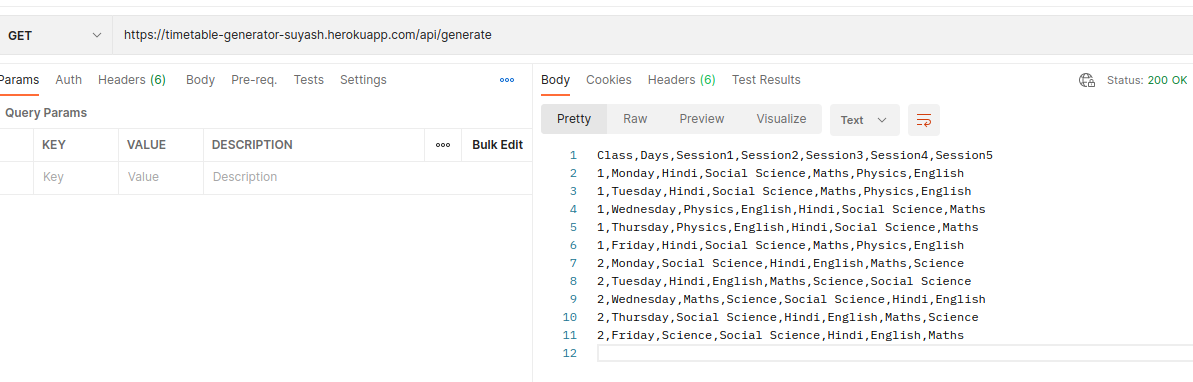 GET https://timetable-generator-suyash.herokuapp.com/api/generate
Params Auth Headers (6) Body Pre-req. Tests Settings
Query Params
KEY VALUE DESCRIPTION Bulk Edit
Key Value Description
Body Cookies Headers (6) Test Results Status: 200 OK
Pretty Raw Preview Visualize Text
1 Class,Days,Session1,Session2,Session3,Session4,Session5
2 1,Monday,Hindi,Social Science,Maths,Physics,English
3 1,Tuesday,Hindi,Social Science,Maths,Physics,English
4 1,Wednesday,Physics,English,Hindi,Social Science,Maths
5 1,Thursday,Physics,English,Hindi,Social Science,Maths
6 1,Friday,Hindi,Social Science,Maths,Physics,English
7 2,Monday,Social Science,Hindi,English,Maths,Science
8 2,Tuesday,Hindi,English,Maths,Science,Social Science
9 2,Wednesday,Maths,Science,Social Science,Hindi,English
10 2,Thursday,Social Science,Hindi,English,Maths,Science
11 2,Friday,Science,Social Science,Hindi,English,Maths
12